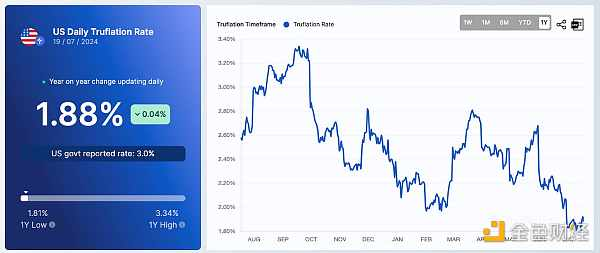 US Daily Truflation Rate
19 / 07 / 2024
Year on year change updating daily
1.88%
0.04%
US govt reported rate: 3.0%
1.81%
3.34%
1Y Low
1Y High
Truflation Timeframe
Truflation Rate
1W
1M
6M
YTD
1Y
3.40%
3.20%
3.00%
2.80%
2.60%
2.40%
2.20%
2.00%
1.80%
AUG
SEP
OCT
NOV
DEC
JAN
FEB
MAR
金色财经